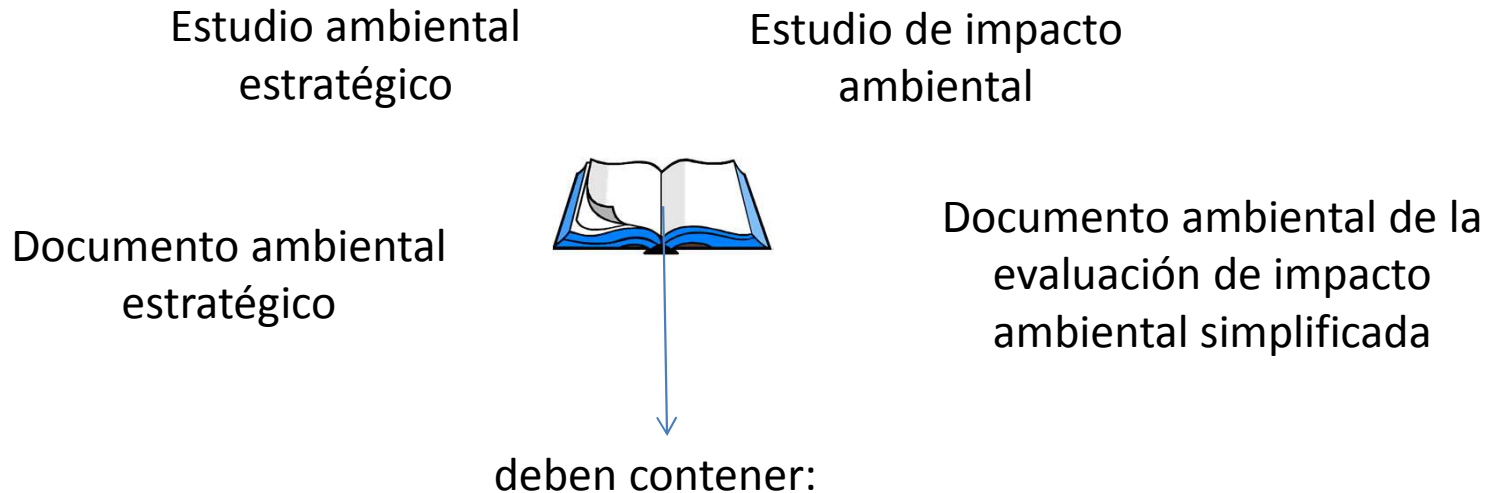 Estudio ambiental
estratégico
Estudio de impacto
ambiental
Documento ambiental
estratégico
Documento ambiental de la
evaluación de impacto
ambiental simplificada
deben contener: